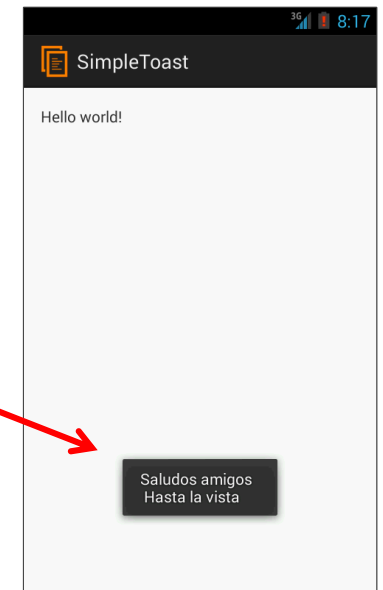 3G 8:17
SimpleToast
Hello world!
Saludos amigos
Hasta la vista